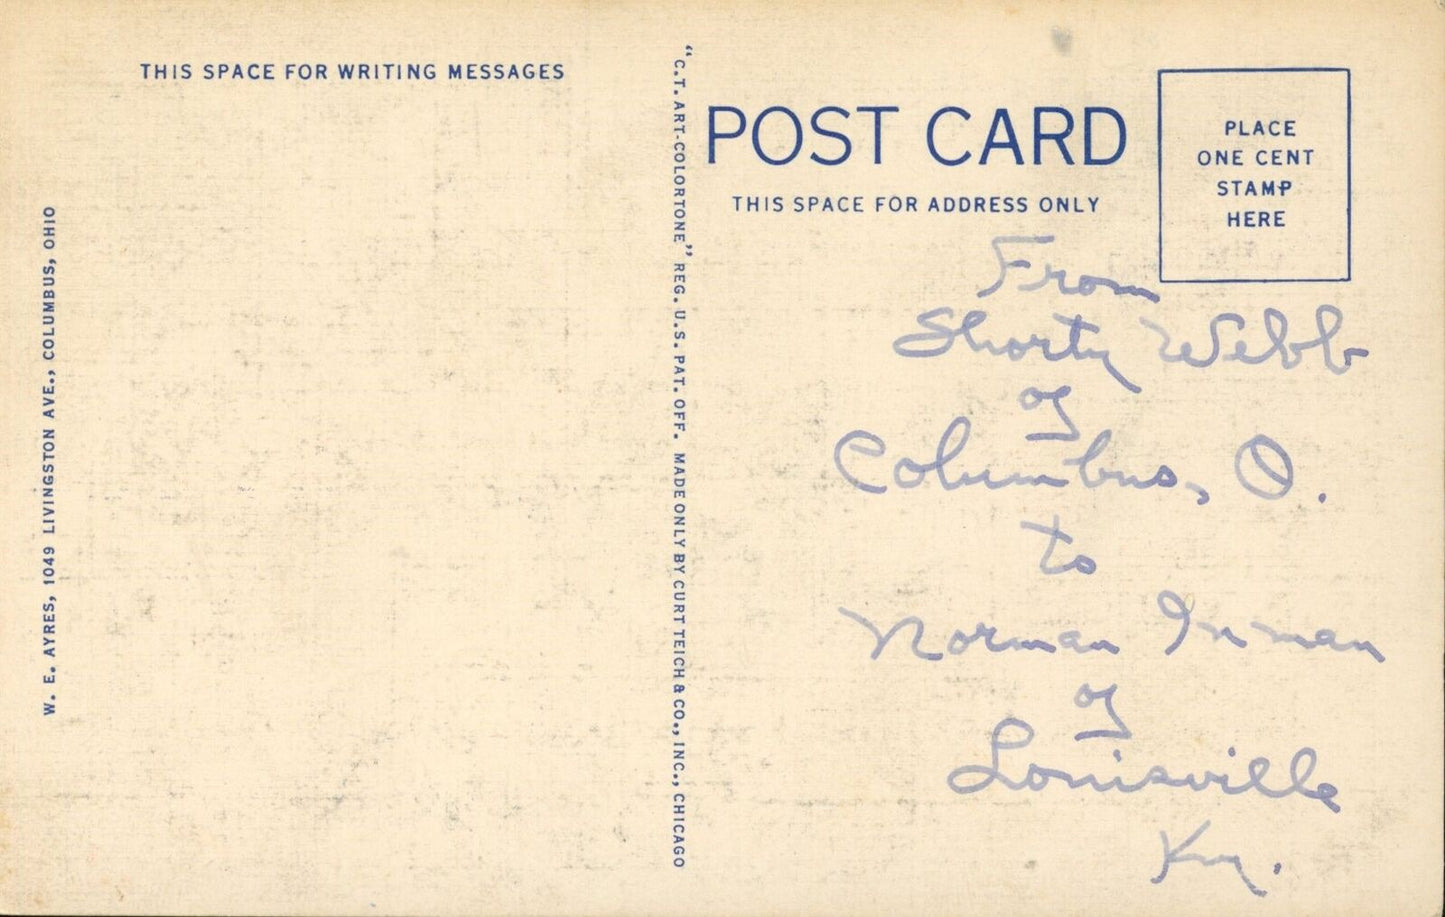 THIS SPACE FOR WRITING MESSAGES
W. E. AYRES, 1049 LIVINGSTON AVE., COLUMBUS, OHIO
"C.T. ART-COLORTONE" REG. U.S. PAT. OFF. MADE ONLY BY CURT TEICH & CO., INC., CHICAGO
POST CARD
THIS SPACE FOR ADDRESS ONLY
PLACE
ONE CENT
STAMP
HERE
From
Shorty Webb
of
Columbus, O.
to
Norman Inman
of
Louisville
Ky.